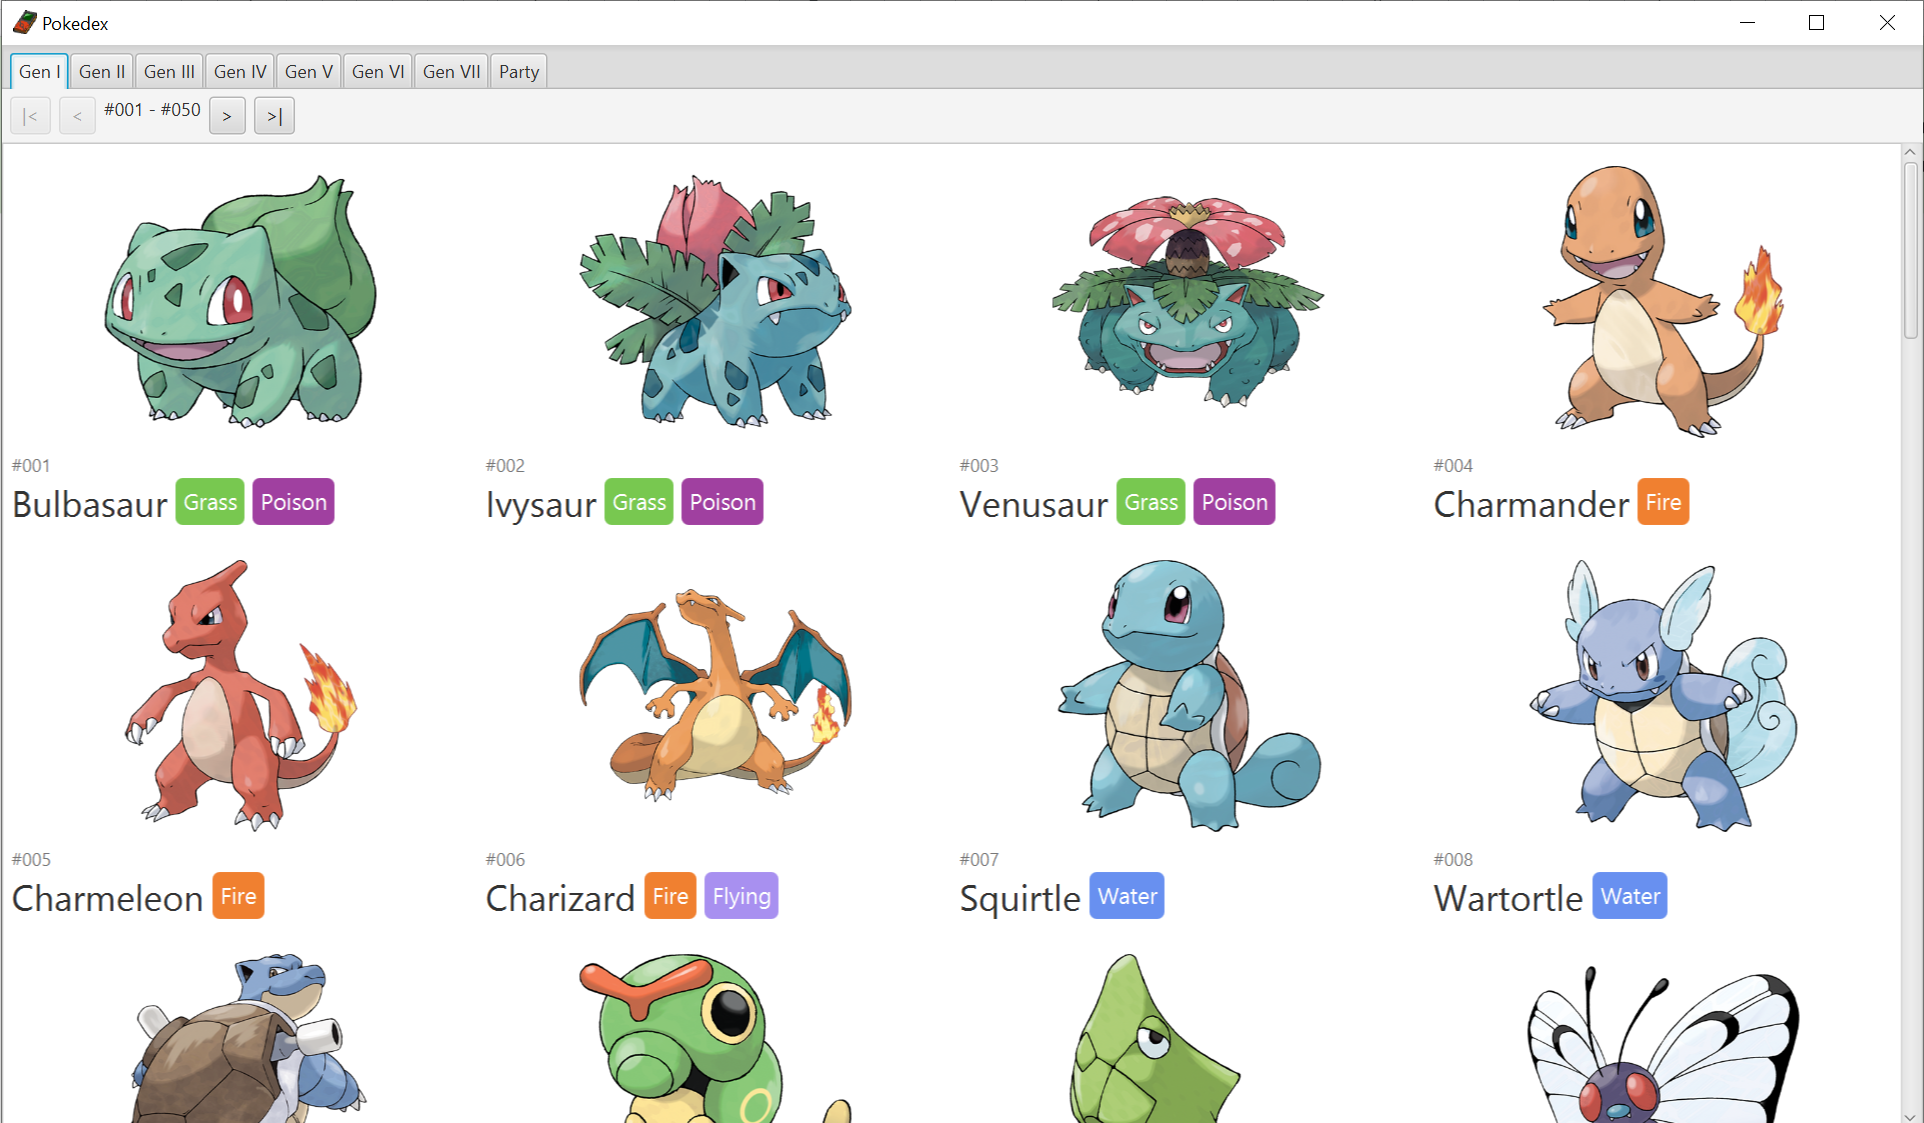 Pokedex
Gen I Gen II Gen III Gen IV Gen V Gen VI Gen VII Party
|< < #001 - #050 > >|
#001 #002 #003 #004
Bulbasaur Grass Poison Ivysaur Grass Poison Venusaur Grass Poison Charmander Fire
#005 #006 #007 #008
Charmeleon Fire Charizard Fire Flying Squirtle Water Wartortle Water